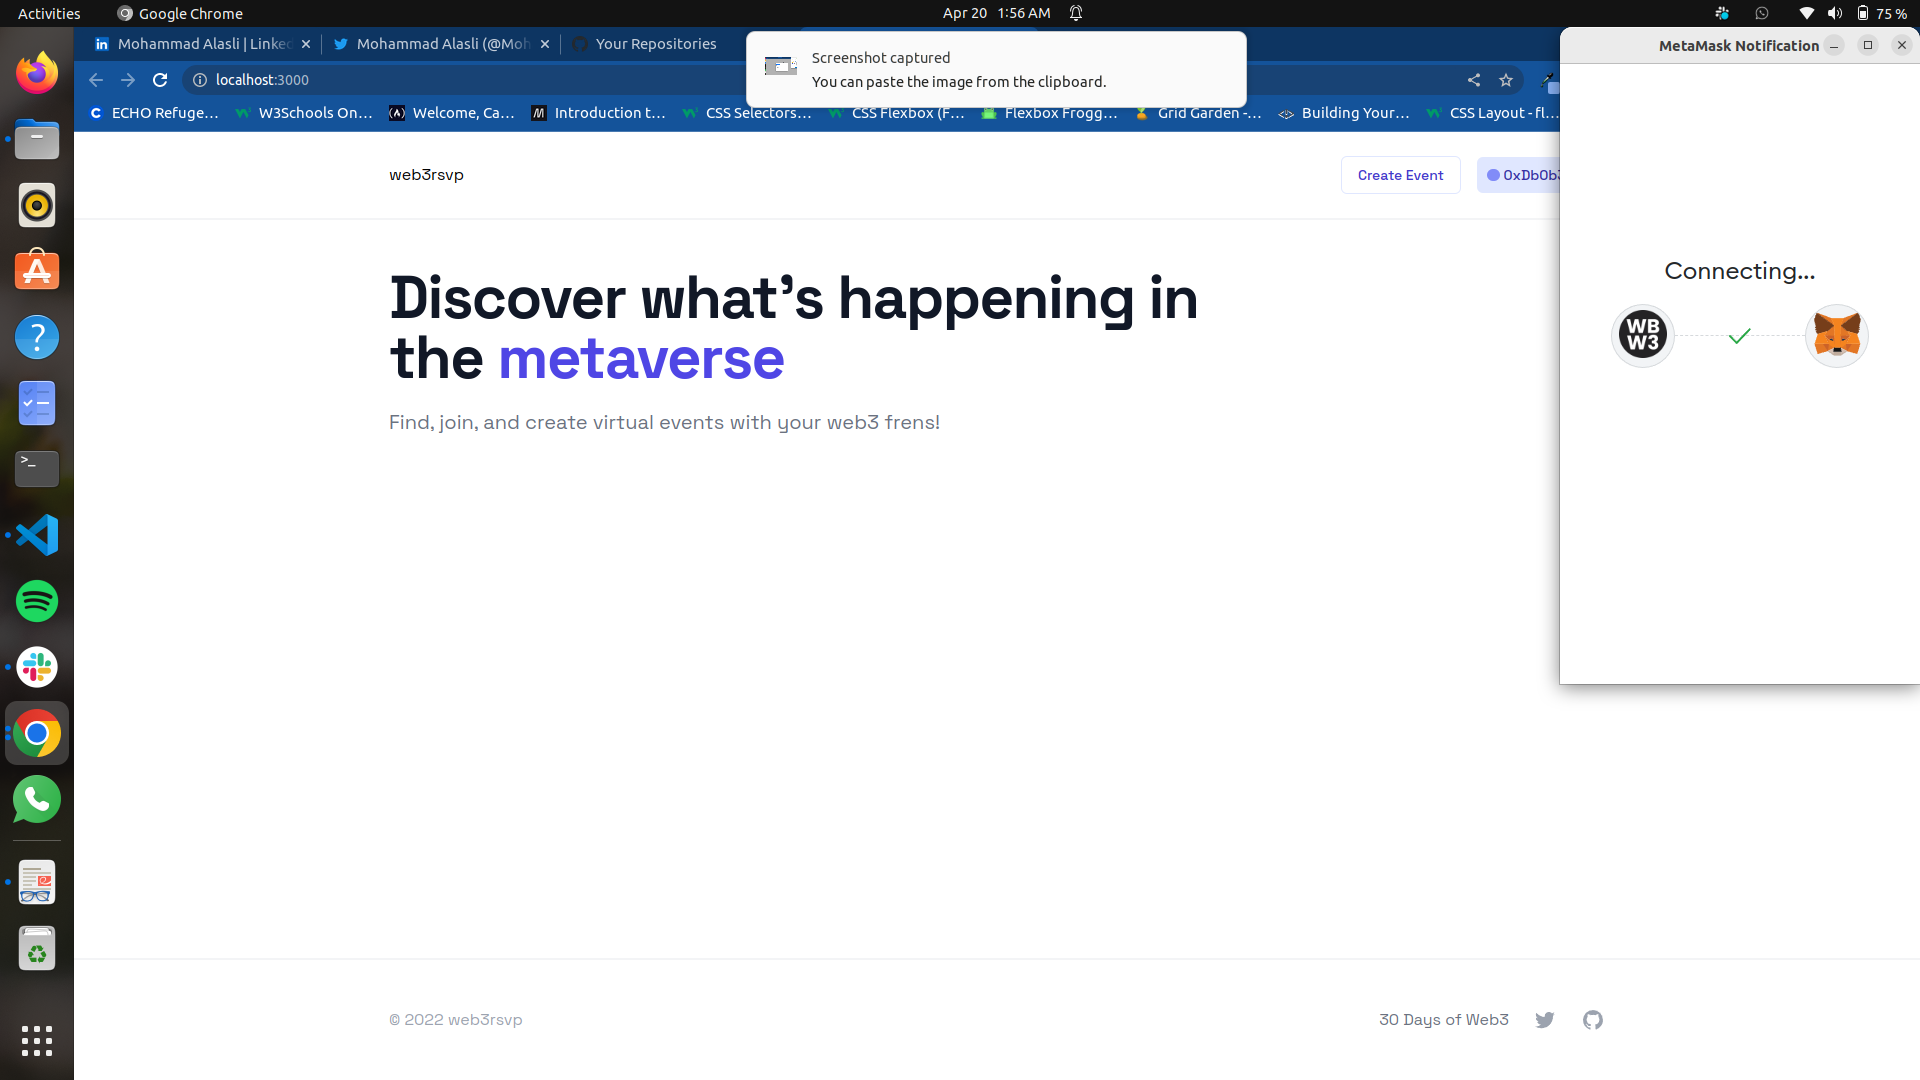 Activities
Google Chrome
Apr 20 1:56 AM
75 %
Mohammad Alasli | Linke
Mohammad Alasli (@Moh
Your Repositories
Screenshot captured
You can paste the image from the clipboard.
MetaMask Notification
localhost:3000
ECHO Refuge...
W3Schools On...
Welcome, Ca...
Introduction t...
CSS Selectors...
CSS Flexbox (F...
Flexbox Frogg...
Grid Garden -...
Building Your...
CSS Layout - fl...
web3rsvp
Create Event
0xDb0b3
Discover what's happening in
the metaverse
Find, join, and create virtual events with your web3 frens!
Connecting...
WB
W3
© 2022 web3rsvp
30 Days of Web3